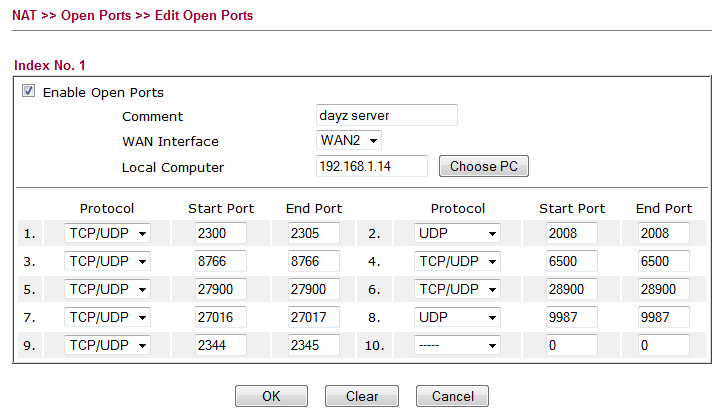 NAT >> Open Ports >> Edit Open Ports
Index No. 1
Enable Open Ports
Comment dayz server
WAN Interface WAN2
Local Computer 192.168.1.14 Choose PC
Protocol Start Port End Port Protocol Start Port End Port
1. TCP/UDP 2300 2305 2. UDP 2008 2008
3. TCP/UDP 8766 8766 4. TCP/UDP 6500 6500
5. TCP/UDP 27900 27900 6. TCP/UDP 28900 28900
7. TCP/UDP 27016 27017 8. UDP 9987 9987
9. TCP/UDP 2344 2345 10. ----- 0 0
OK Clear Cancel